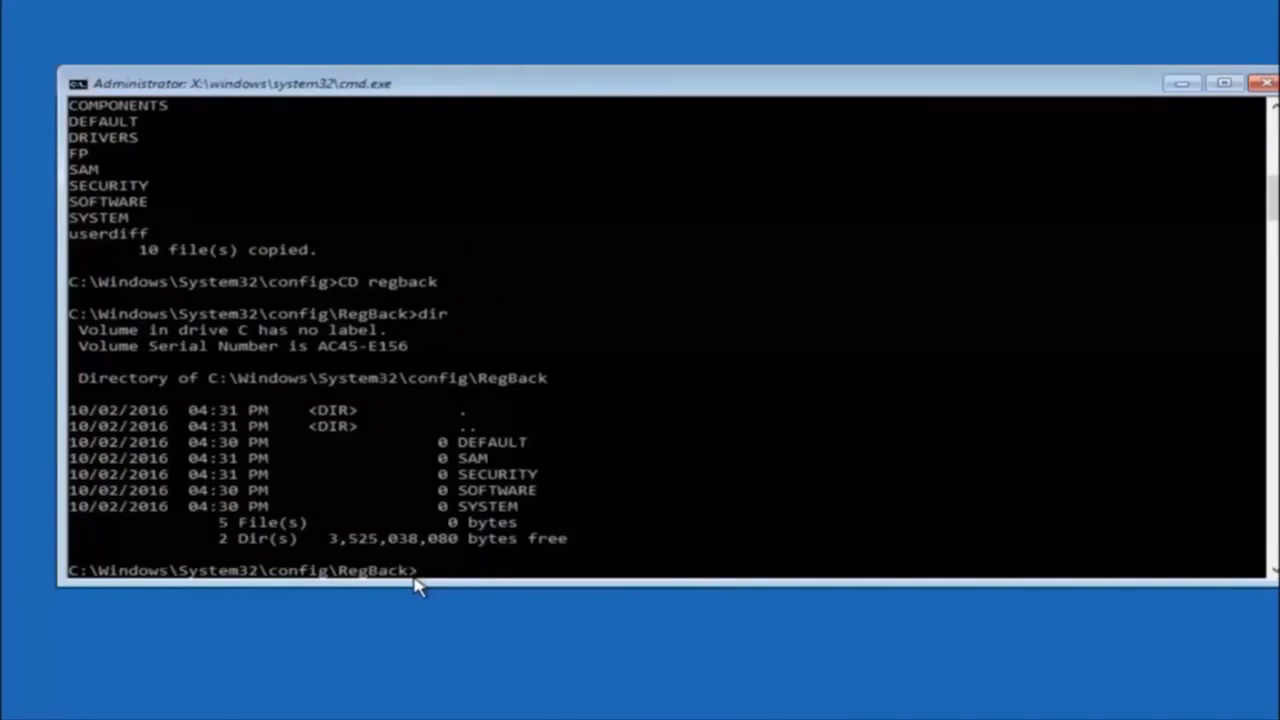 Administrator: X:\windows\system32\cmd.exe
COMPONENTS
DEFAULT
DRIVERS
FP
SAM
SECURITY
SOFTWARE
SYSTEM
userdiff
10 file(s) copied.
C:\Windows\System32\config>CD regback
C:\Windows\System32\config\RegBack>dir
Volume in drive C has no label.
Volume Serial Number is AC45-E156
Directory of C:\Windows\System32\config\RegBack
10/02/2016 04:31 PM <DIR> .
10/02/2016 04:31 PM <DIR> ..
10/02/2016 04:30 PM 0 DEFAULT
10/02/2016 04:31 PM 0 SAM
10/02/2016 04:31 PM 0 SECURITY
10/02/2016 04:30 PM 0 SOFTWARE
10/02/2016 04:30 PM 0 SYSTEM
5 File(s) 0 bytes
2 Dir(s) 3,525,038,080 bytes free
C:\Windows\System32\config\RegBack>